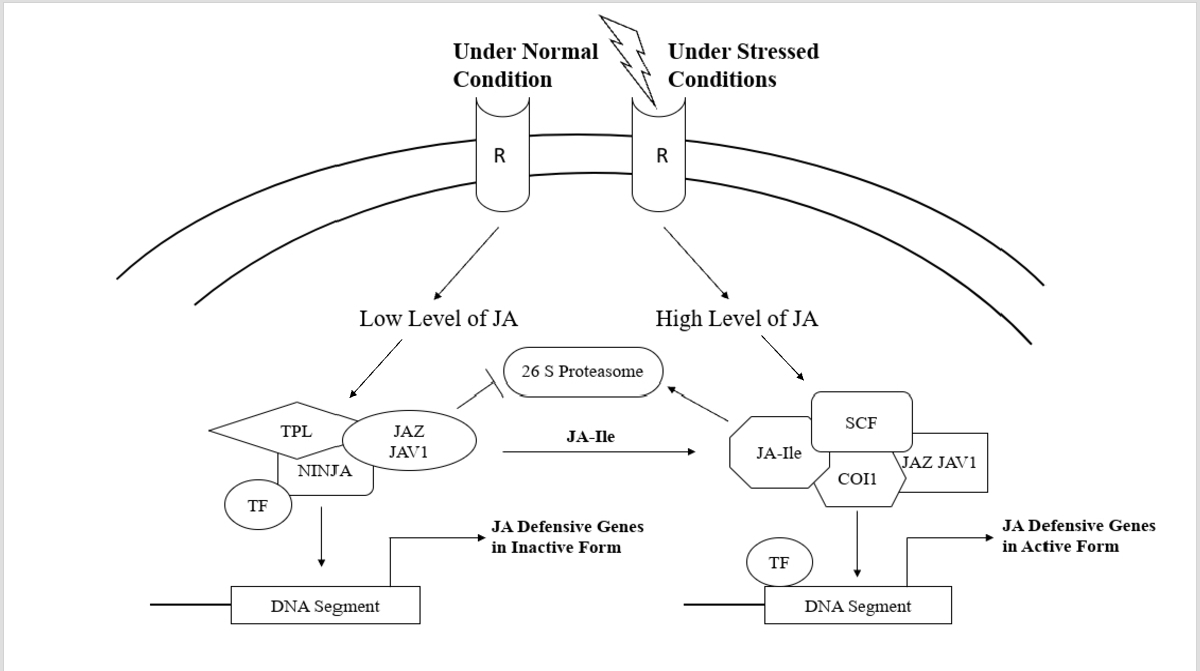 Under Normal
Condition
Under Stressed
Conditions
R
R
Low Level of JA
High Level of JA
26 S Proteasome
TPL
JAZ
JAV1
NINJA
TF
JA-Ile
JA-Ile
SCF
COI1
JAZ JAV1
JA Defensive Genes
in Inactive Form
DNA Segment
JA Defensive Genes
in Active Form
TF
DNA Segment